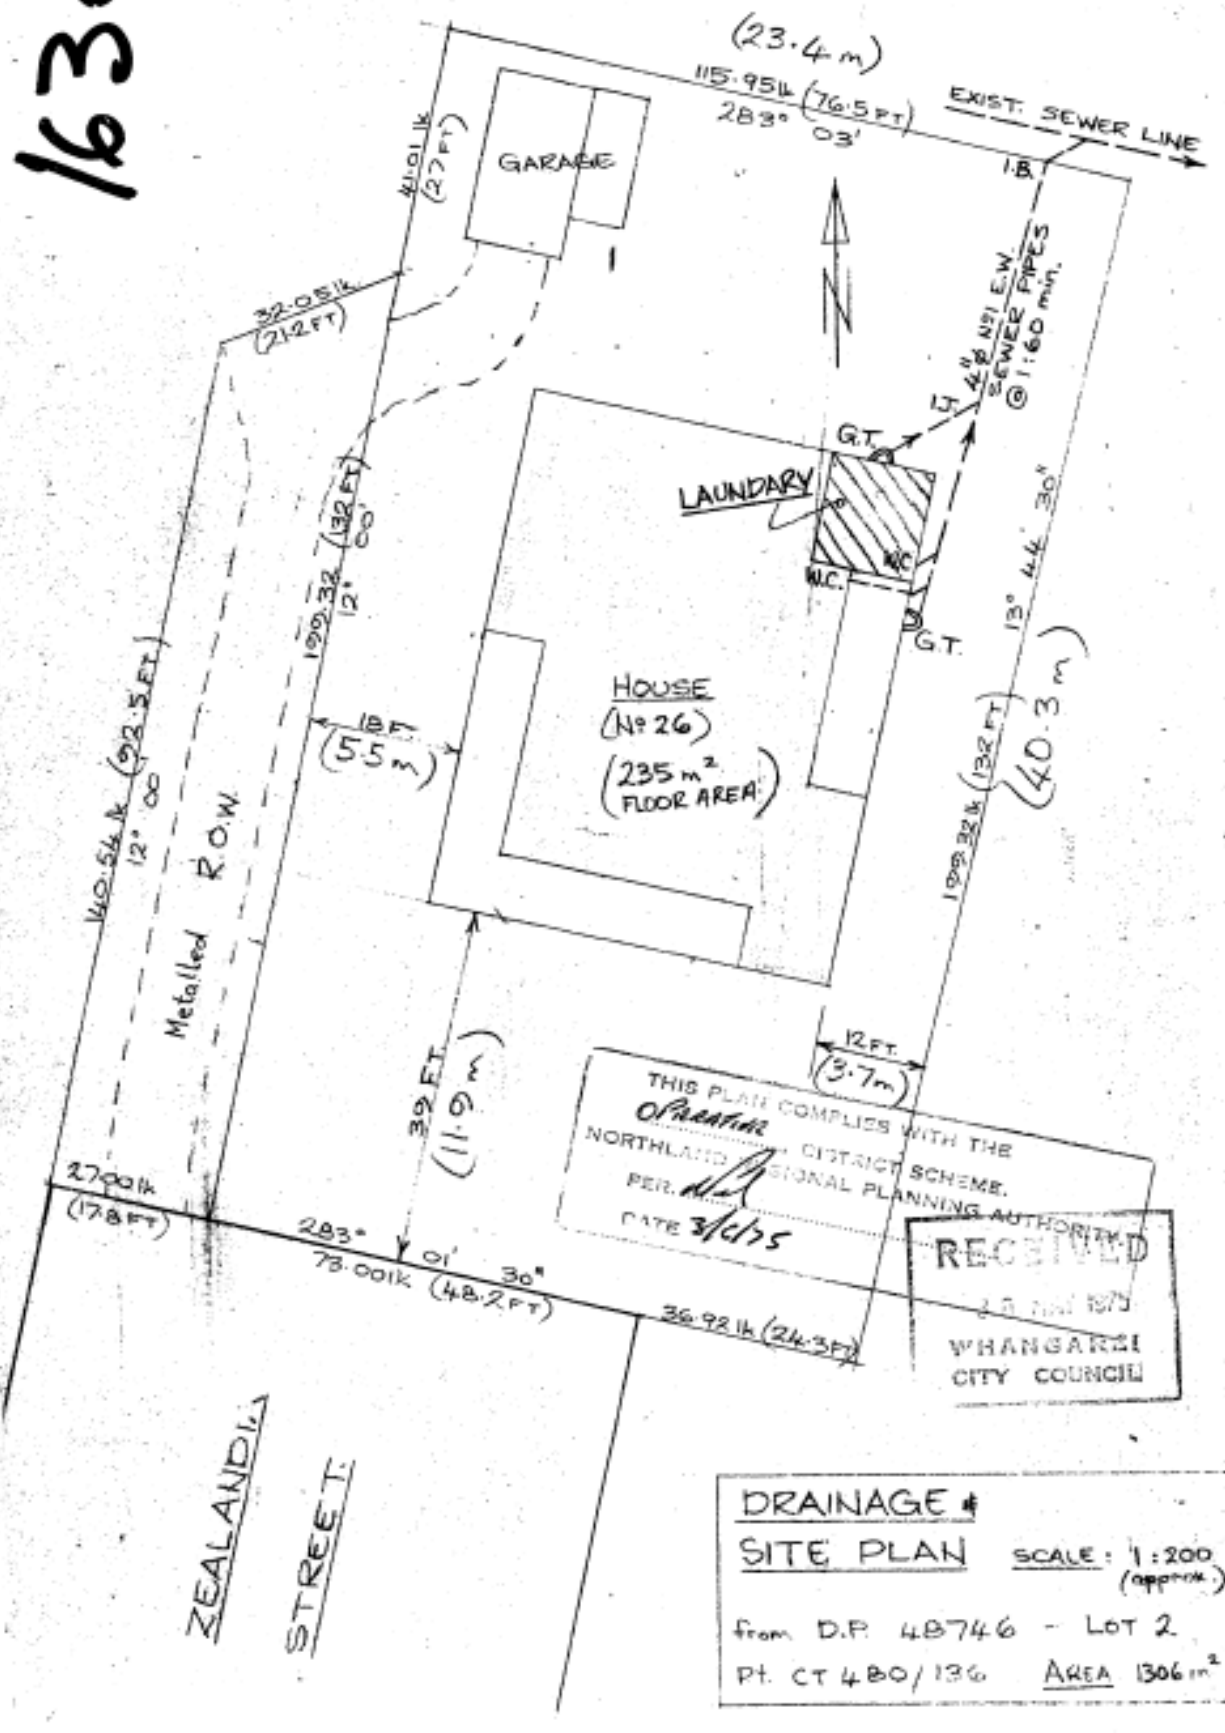 163
(23.4 m)
115.95lk (76.5 FT)
283° 03'
EXIST. SEWER LINE
I.B.
41.01 lk
(27 FT)
GARAGE
1
32.05 lk
(21.2 FT)
N
4"ø Nº1 E.W.
SEWER PIPES
@ 1:60 min.
I.J.
G.T.
LAUNDARY
W.C.
W.C.
G.T.
199.32 (132 FT)
12° 00'
13° 44' 30"
199.32 lk (132 FT)
(40.3 m)
140.54 lk (92.5 FT)
12° 00
Metalled R.O.W.
18 F.
(5.5 m)
HOUSE
(Nº 26)
(235 m²
FLOOR AREA)
39 FT.
(11.9 m)
12 FT.
(3.7m)
THIS PLAN COMPLIES WITH THE
OPERATIVE DISTRICT SCHEME.
NORTHLAND REGIONAL PLANNING AUTHORITY.
PER.
DATE 3/6/75
RECEIVED
MAY 1975
WHANGAREI
CITY COUNCIL
27.00 lk
(17.8 FT)
283° 01' 30"
73.00 lk (48.2 FT)
36.92 lk (24.3 FT)
ZEALANDIA
STREET.
DRAINAGE &
SITE PLAN SCALE: 1:200
(approx.)
from D.P. 48746 - LOT 2
Pt. CT 480/136 AREA 1306 m²